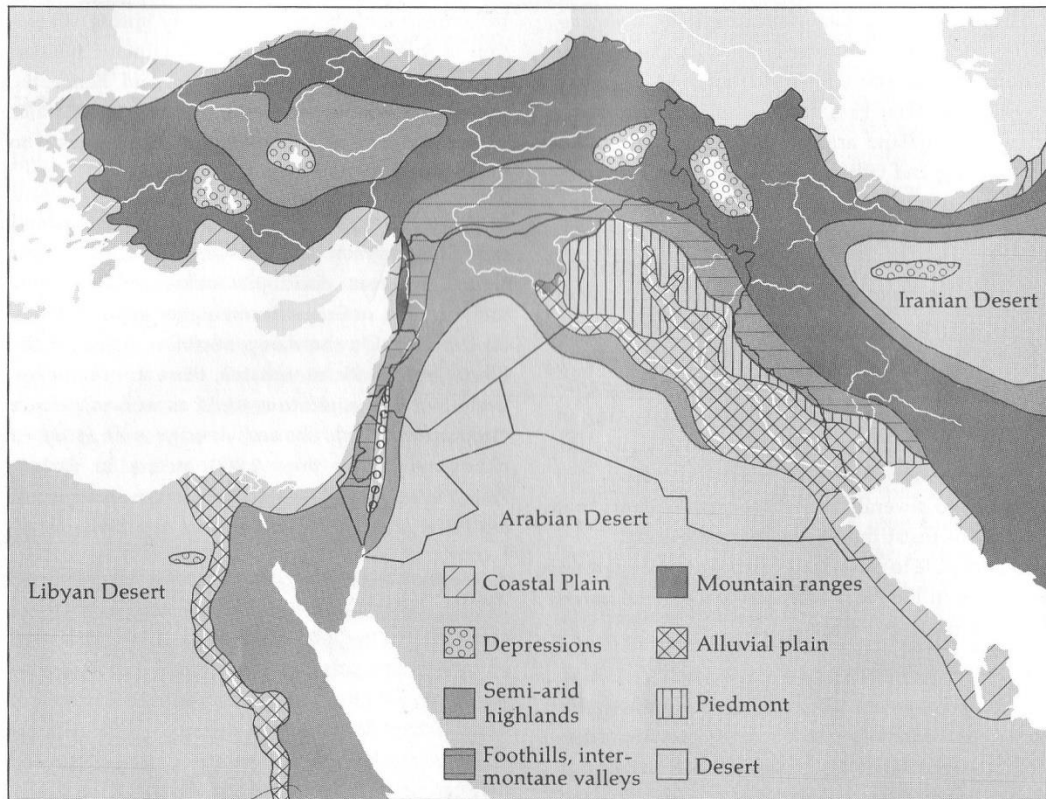 Iranian Desert
Arabian Desert
Libyan Desert
Coastal Plain
Depressions
Semi-arid
highlands
Foothills, inter-
montane valleys
Mountain ranges
Alluvial plain
Piedmont
Desert